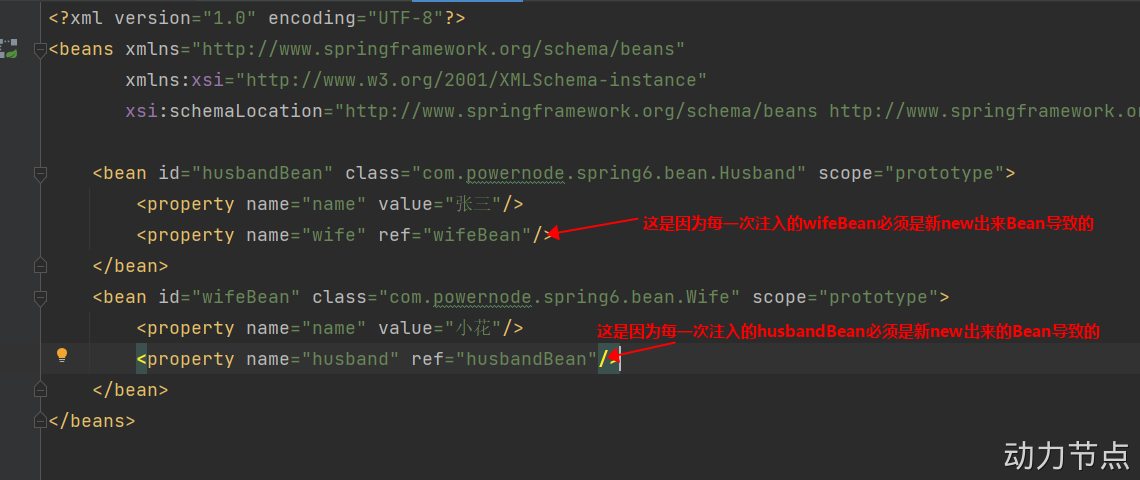 <?xml version="1.0" encoding="UTF-8"?>
<beans xmlns="http://www.springframework.org/schema/beans"
xmlns:xsi="http://www.w3.org/2001/XMLSchema-instance"
xsi:schemaLocation="http://www.springframework.org/schema/beans http://www.springframework.or
<bean id="husbandBean" class="com.powernode.spring6.bean.Husband" scope="prototype">
<property name="name" value="张三"/>
<property name="wife" ref="wifeBean"/> 这是因为每一次注入的wifeBean必须是新new出来Bean导致的
</bean>
<bean id="wifeBean" class="com.powernode.spring6.bean.Wife" scope="prototype">
<property name="name" value="小花"/> 这是因为每一次注入的husbandBean必须是新new出来的Bean导致的
<property name="husband" ref="husbandBean"/>
</bean>
</beans>
动力节点